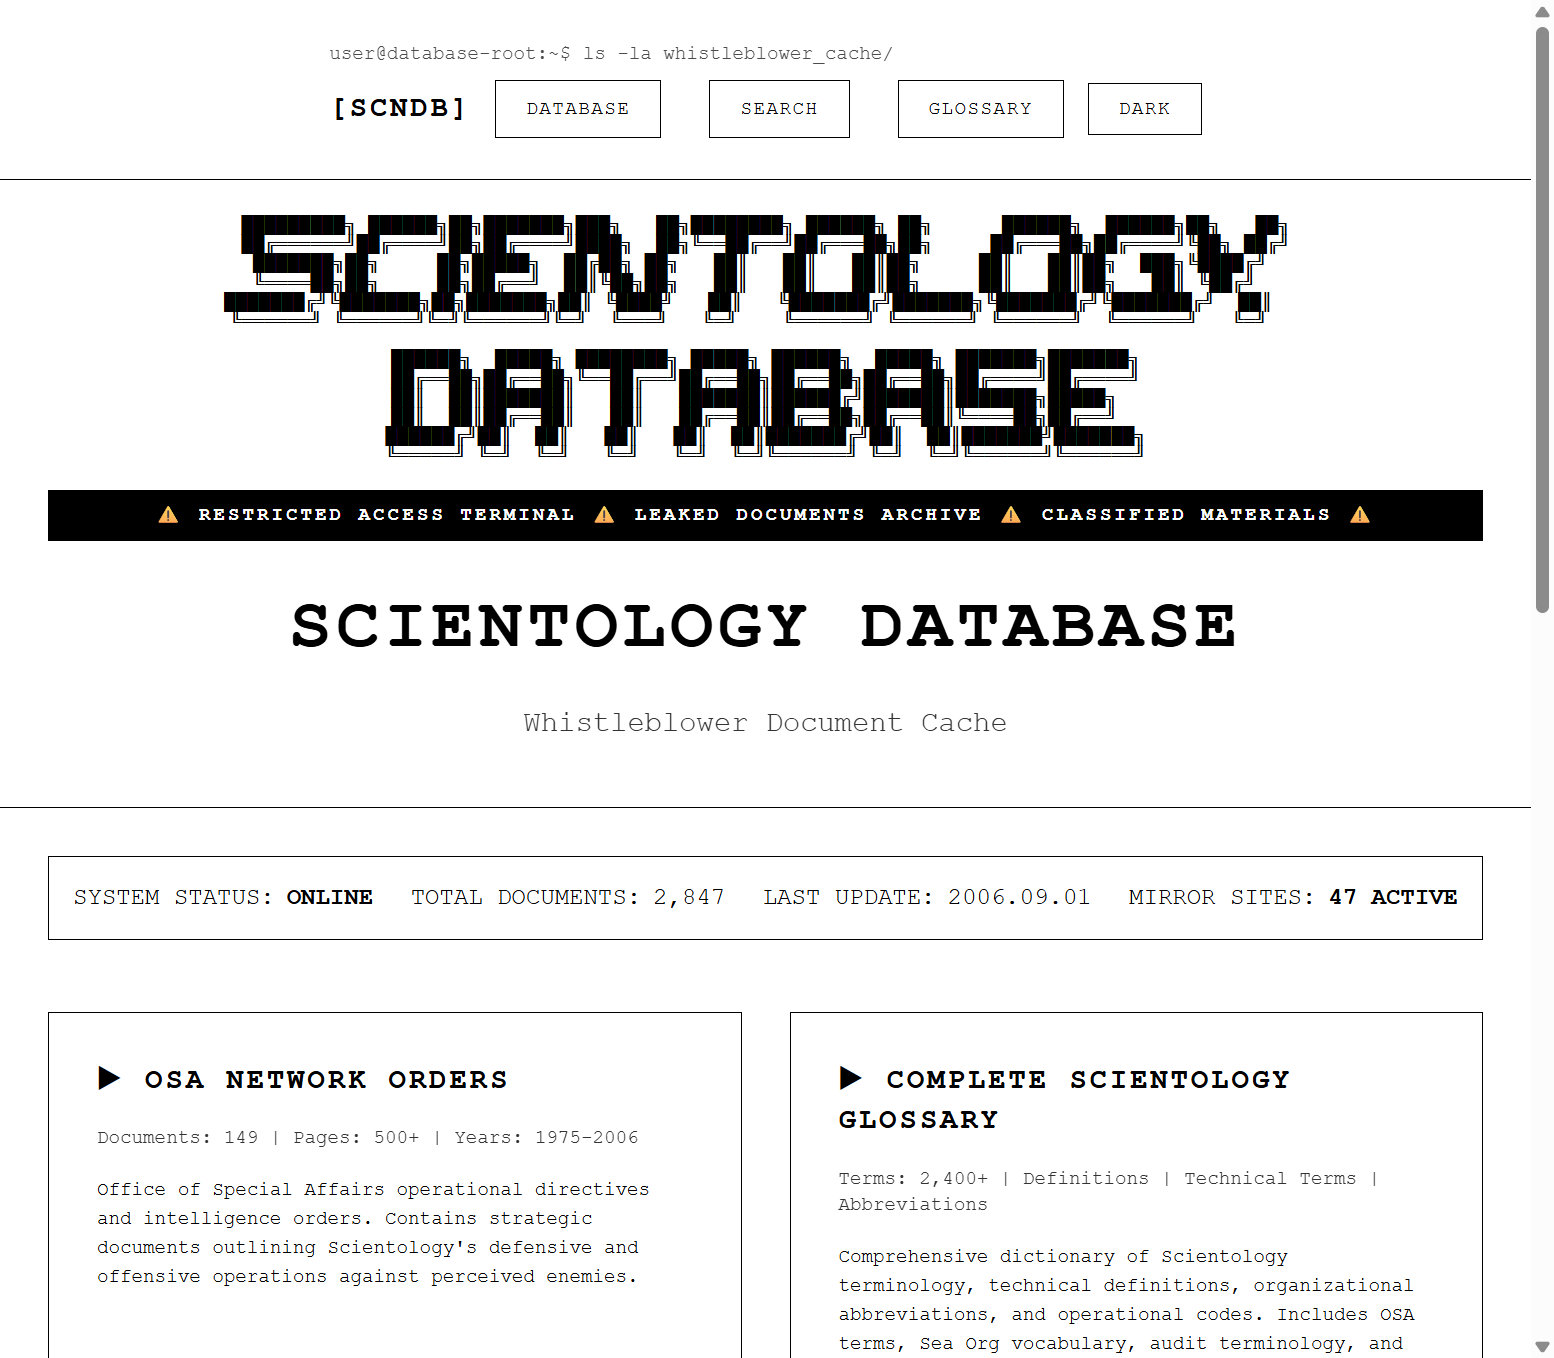 user@database-root:~$ ls -la whistleblower_cache/
[SCNDB] DATABASE SEARCH GLOSSARY DARK
SCIENTOLOGY
DATABASE
⚠ RESTRICTED ACCESS TERMINAL ⚠ LEAKED DOCUMENTS ARCHIVE ⚠ CLASSIFIED MATERIALS ⚠
SCIENTOLOGY DATABASE
Whistleblower Document Cache
SYSTEM STATUS: ONLINE TOTAL DOCUMENTS: 2,847 LAST UPDATE: 2006.09.01 MIRROR SITES: 47 ACTIVE
▶ OSA NETWORK ORDERS
Documents: 149 | Pages: 500+ | Years: 1975-2006
Office of Special Affairs operational directives
and intelligence orders. Contains strategic
documents outlining Scientology's defensive and
offensive operations against perceived enemies.
▶ COMPLETE SCIENTOLOGY
GLOSSARY
Terms: 2,400+ | Definitions | Technical Terms |
Abbreviations
Comprehensive dictionary of Scientology
terminology, technical definitions, organizational
abbreviations, and operational codes. Includes OSA
terms, Sea Org vocabulary, audit terminology, and